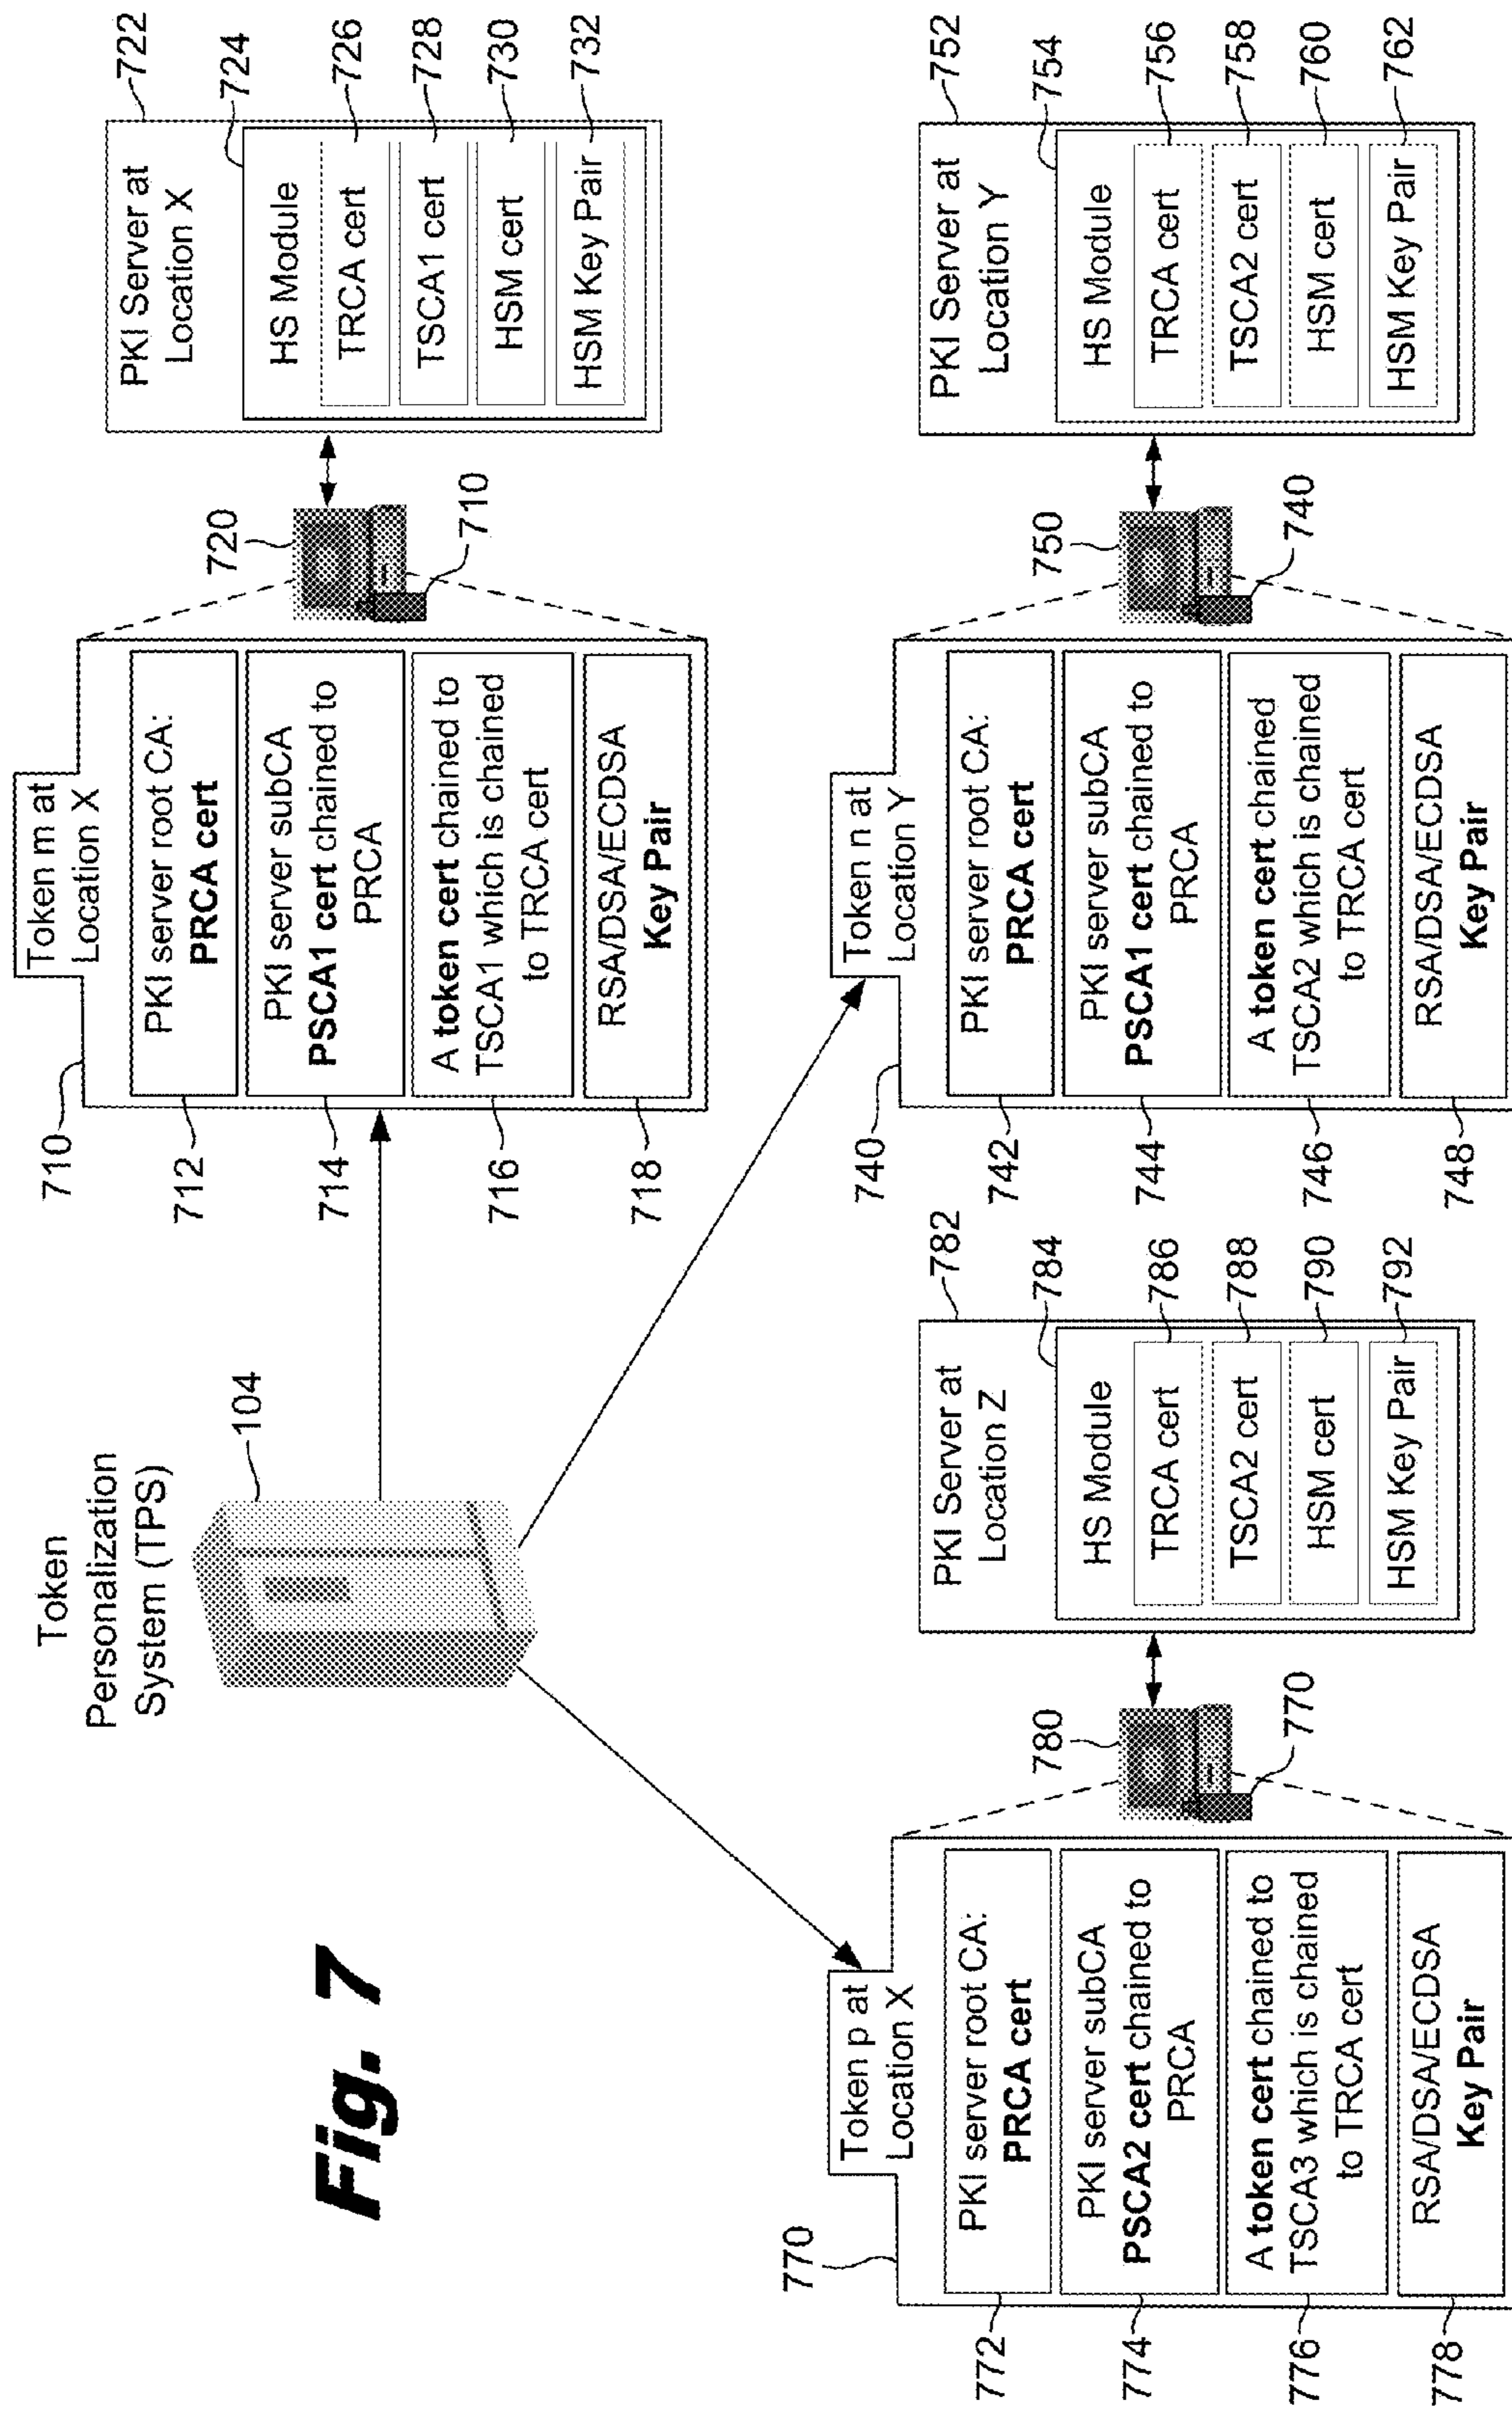 Fig. 7
Token
Personalization
System (TPS)
104
Token m at
Location X
710
PKI server root CA:
PRCA cert
712
PKI server subCA
PSCA1 cert chained to
PRCA
714
A token cert chained to
TSCA1 which is chained
to TRCA cert
716
RSA/DSA/ECDSA
Key Pair
718
720
710
PKI Server at
Location X
722
HS Module
724
TRCA cert
726
TSCA1 cert
728
HSM cert
730
HSM Key Pair
732
Token p at
Location X
770
PKI server root CA:
PRCA cert
772
PKI server subCA
PSCA2 cert chained to
PRCA
774
A token cert chained to
TSCA3 which is chained
to TRCA cert
776
RSA/DSA/ECDSA
Key Pair
778
780
770
PKI Server at
Location Z
782
HS Module
784
TRCA cert
786
TSCA2 cert
788
HSM cert
790
HSM Key Pair
792
Token n at
Location Y
740
PKI server root CA:
PRCA cert
742
PKI server subCA
PSCA1 cert chained to
PRCA
744
A token cert chained
TSCA2 which is chained
to TRCA cert
746
RSA/DSA/ECDSA
Key Pair
748
750
740
PKI Server at
Location Y
752
HS Module
754
TRCA cert
756
TSCA2 cert
758
HSM cert
760
HSM Key Pair
762